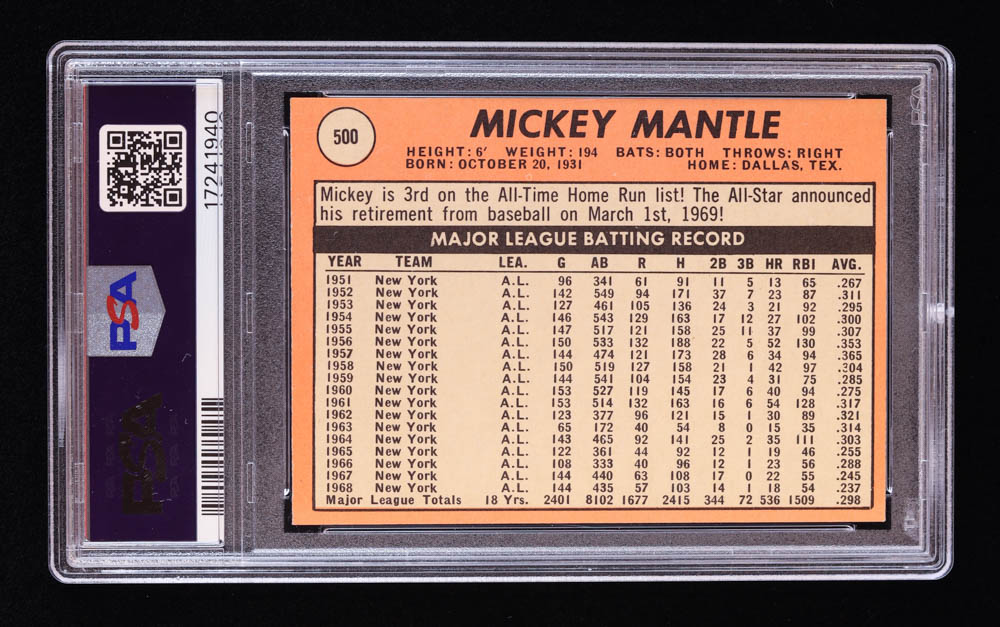 17241940
PSA
PSA
500
MICKEY MANTLE
HEIGHT: 6' WEIGHT: 194 BATS: BOTH THROWS: RIGHT
BORN: OCTOBER 20, 1931 HOME: DALLAS, TEX.
Mickey is 3rd on the All-Time Home Run list! The All-Star announced
his retirement from baseball on March 1st, 1969!
MAJOR LEAGUE BATTING RECORD
YEAR TEAM LEA. G AB R H 2B 3B HR RBI AVG.
1951 New York A.L. 96 341 61 91 11 5 13 65 .267
1952 New York A.L. 142 549 94 171 37 7 23 87 .311
1953 New York A.L. 127 461 105 136 24 3 21 92 .295
1954 New York A.L. 146 543 129 163 17 12 27 102 .300
1955 New York A.L. 147 517 121 158 25 11 37 99 .307
1956 New York A.L. 150 533 132 188 22 5 52 130 .353
1957 New York A.L. 144 474 121 173 28 6 34 94 .365
1958 New York A.L. 150 519 127 158 21 1 42 97 .304
1959 New York A.L. 144 541 104 154 23 4 31 75 .285
1960 New York A.L. 153 527 119 145 17 6 40 94 .275
1961 New York A.L. 153 514 132 163 16 6 54 128 .317
1962 New York A.L. 123 377 96 121 15 1 30 89 .321
1963 New York A.L. 65 172 40 54 8 0 15 35 .314
1964 New York A.L. 143 465 92 141 25 2 35 111 .303
1965 New York A.L. 122 361 44 92 12 1 19 46 .255
1966 New York A.L. 108 333 40 96 12 1 23 56 .288
1967 New York A.L. 144 440 63 108 17 0 22 55 .245
1968 New York A.L. 144 435 57 103 14 1 18 54 .237
Major League Totals 18 Yrs. 2401 8102 1677 2415 344 72 536 1509 .298
PSA